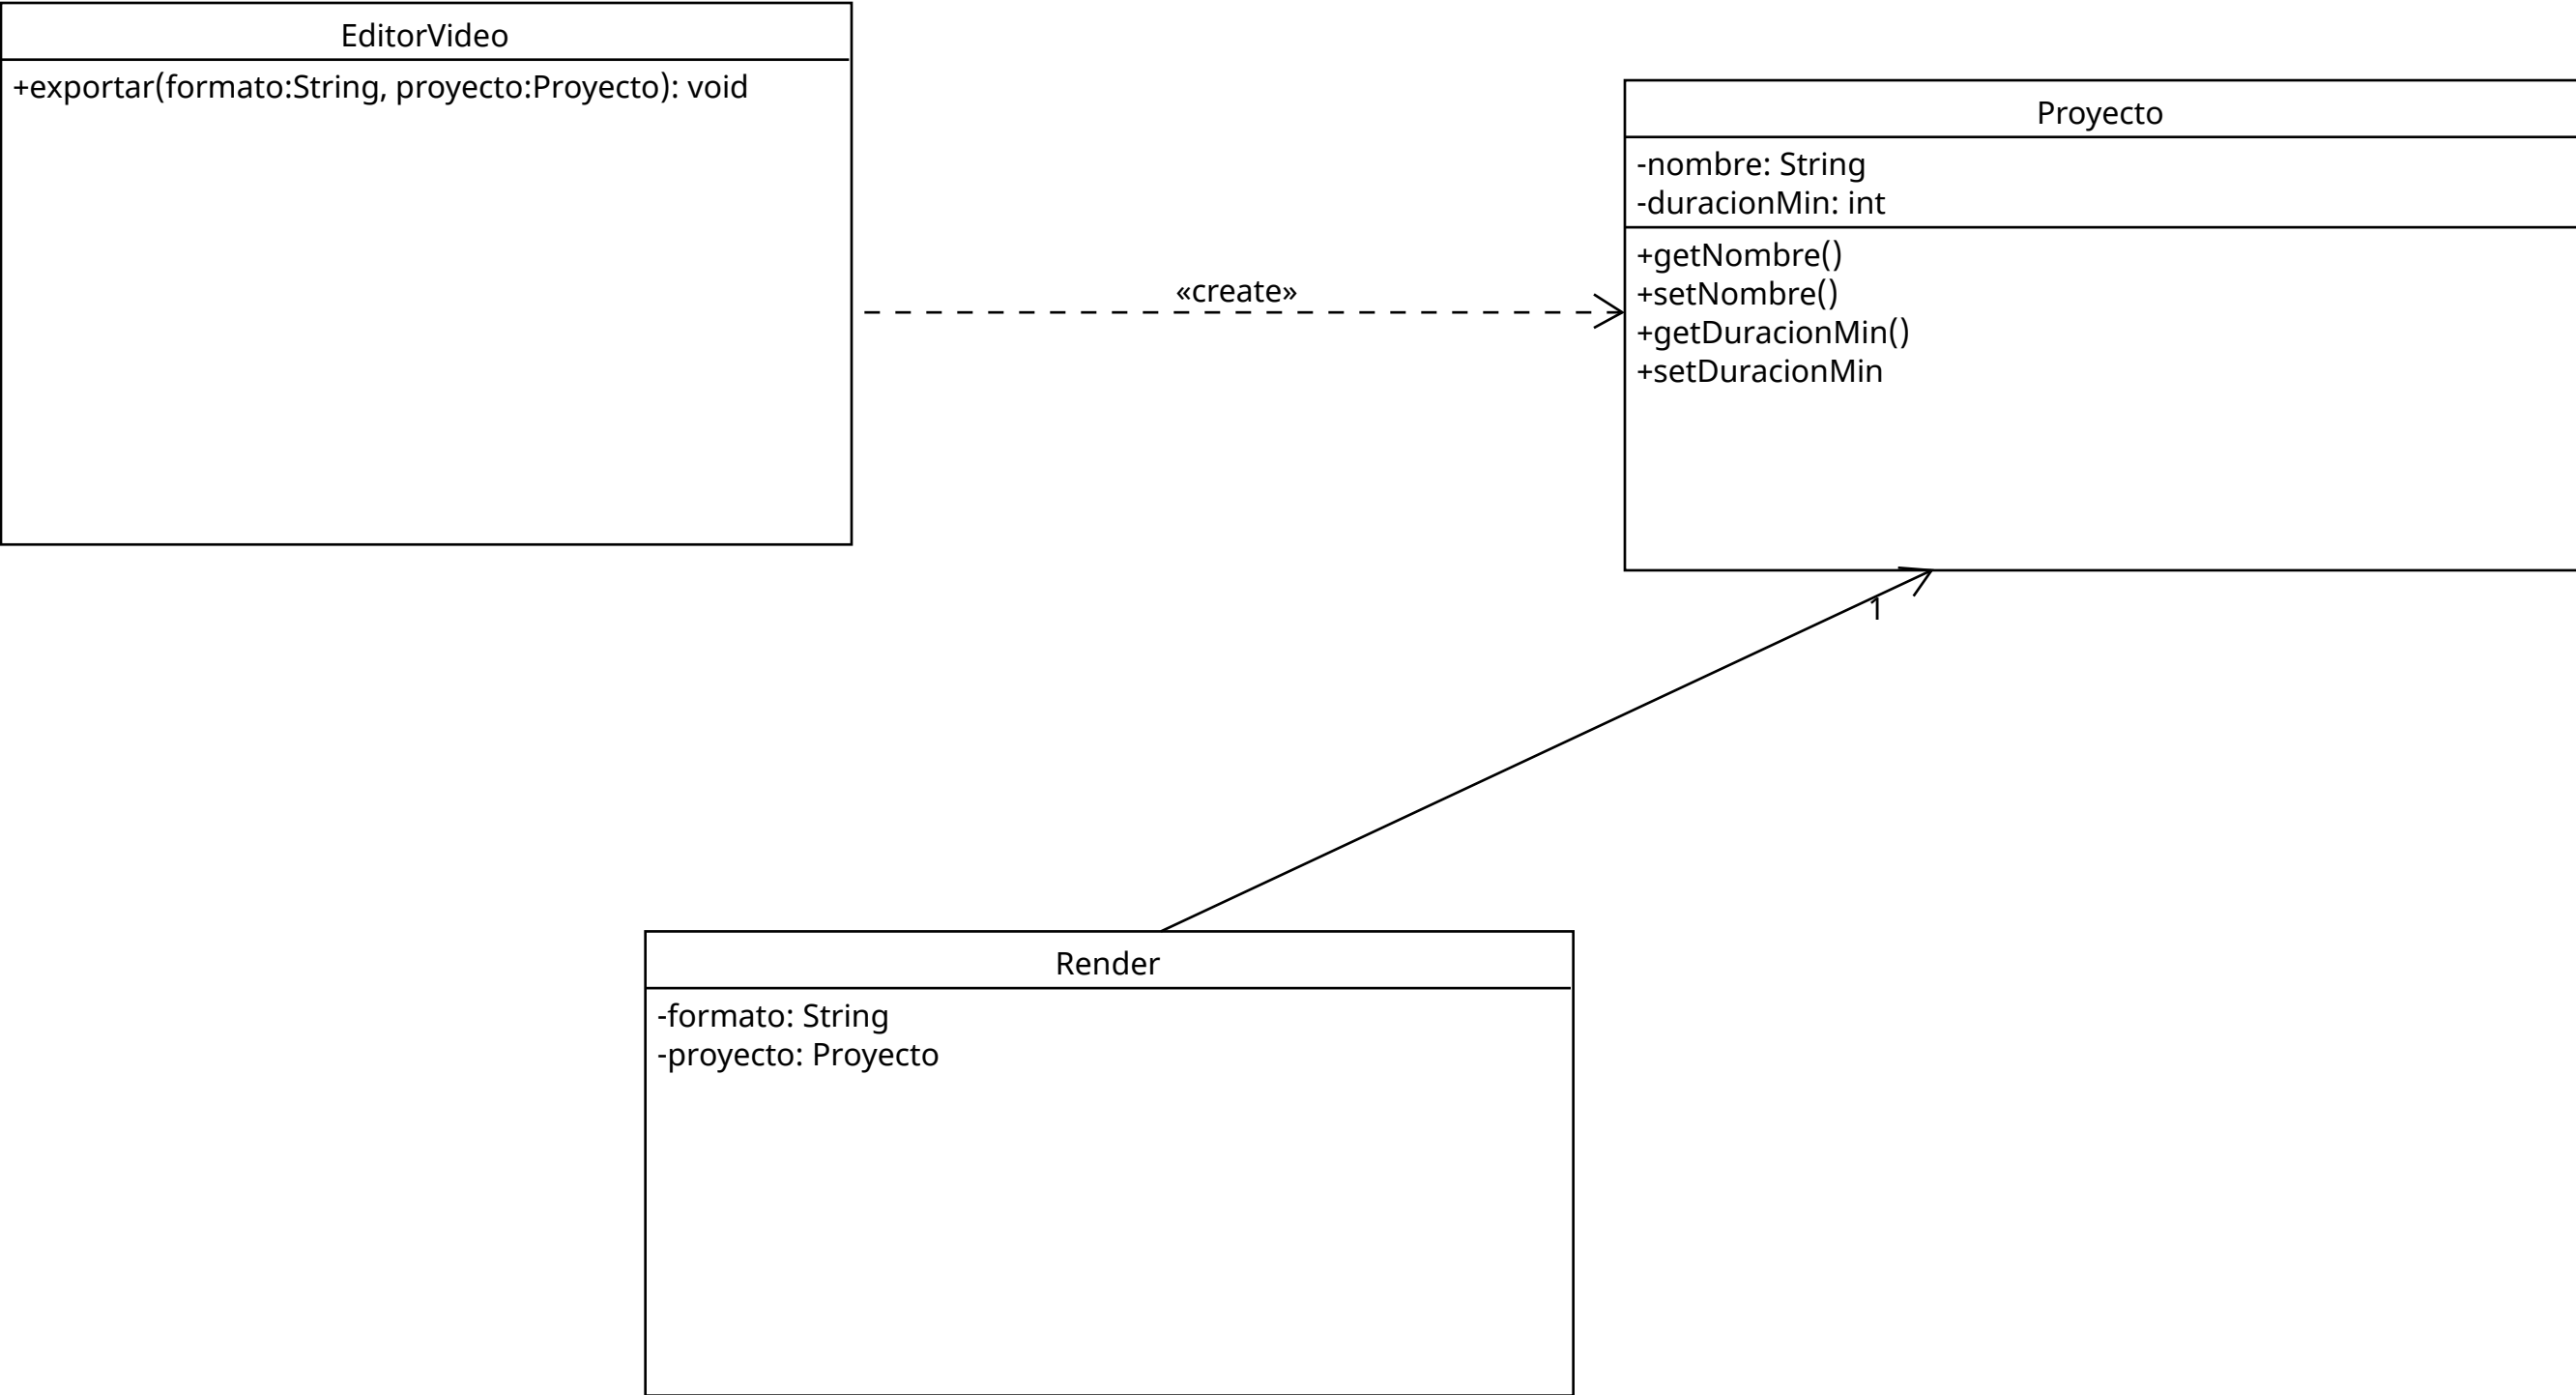 EditorVideo
+exportar(formato:String, proyecto:Proyecto): void
Proyecto
-nombre: String
-duracionMin: int
+getNombre()
+setNombre()
+getDuracionMin()
+setDuracionMin
«create»
1
Render
-formato: String
-proyecto: Proyecto